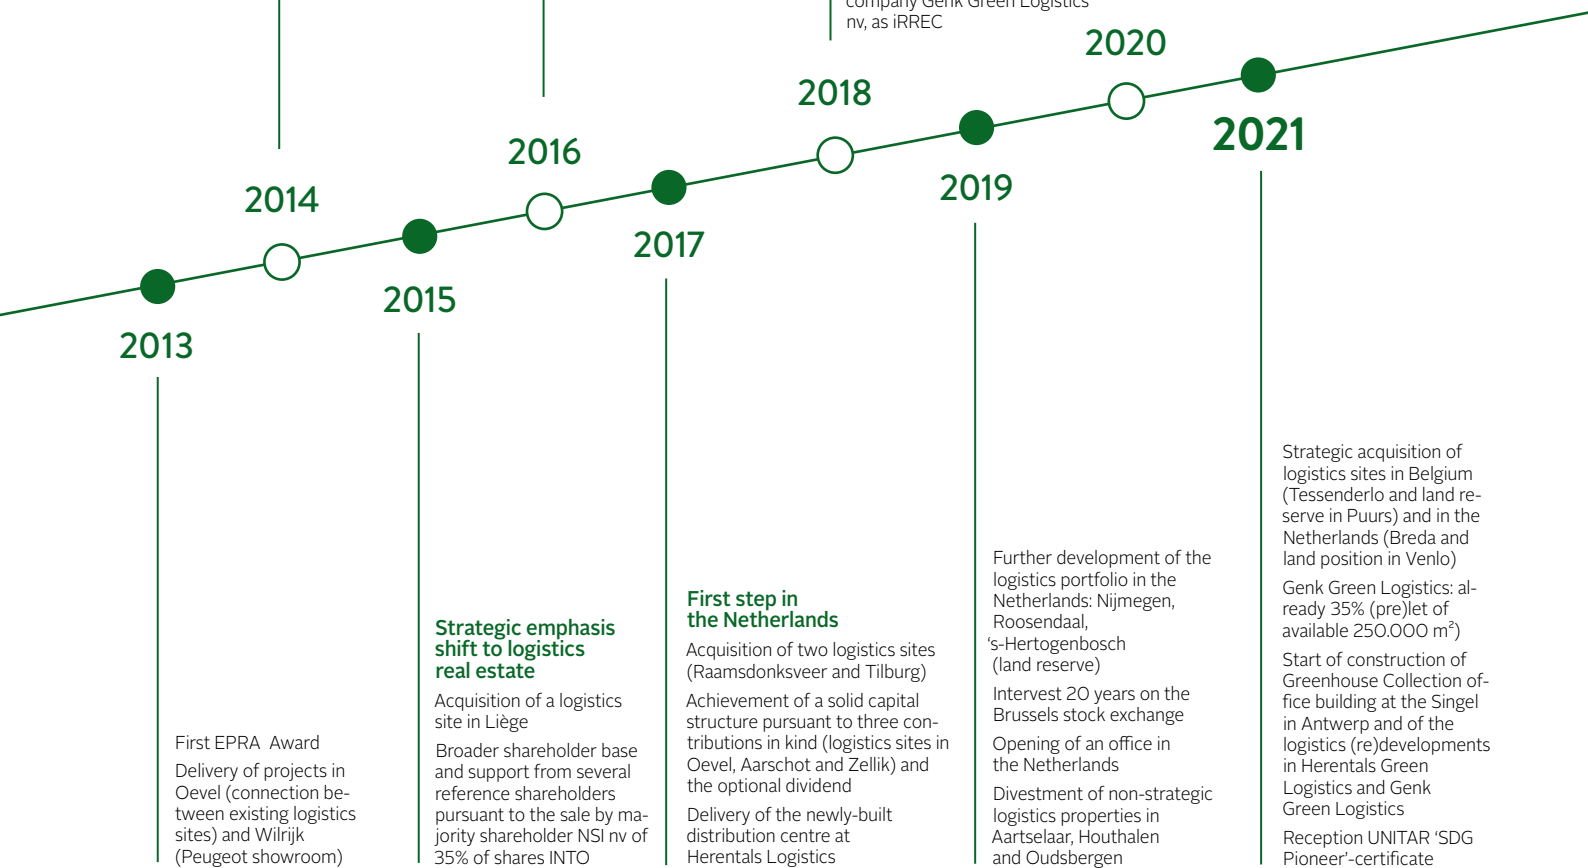 company Genk Green Logistics
nv, as iRREC
2020
2018
2021
2016
2019
2014
2017
2015
2013
First EPRA Award
Delivery of projects in
Oevel (connection be-
tween existing logistics
sites) and Wilrijk
(Peugeot showroom)
Strategic emphasis
shift to logistics
real estate
Acquisition of a logistics
site in Liège
Broader shareholder base
and support from several
reference shareholders
pursuant to the sale by ma-
jority shareholder NSI nv of
35% of shares INTO
First step in
the Netherlands
Acquisition of two logistics sites
(Raamsdonksveer and Tilburg)
Achievement of a solid capital
structure pursuant to three con-
tributions in kind (logistics sites in
Oevel, Aarschot and Zellik) and
the optional dividend
Delivery of the newly-built
distribution centre at
Herentals Logistics
Further development of the
logistics portfolio in the
Netherlands: Nijmegen,
Roosendaal,
‘s-Hertogenbosch
(land reserve)
Intervest 20 years on the
Brussels stock exchange
Opening of an office in
the Netherlands
Divestment of non-strategic
logistics properties in
Aartselaar, Houthalen
and Oudsbergen
Strategic acquisition of
logistics sites in Belgium
(Tessenderlo and land re-
serve in Puurs) and in the
Netherlands (Breda and
land position in Venlo)
Genk Green Logistics: al-
ready 35% (pre)let of
available 250.000 m²)
Start of construction of
Greenhouse Collection of-
fice building at the Singel
in Antwerp and of the
logistics (re)developments
in Herentals Green
Logistics and Genk
Green Logistics
Reception UNITAR ‘SDG
Pioneer’-certificate